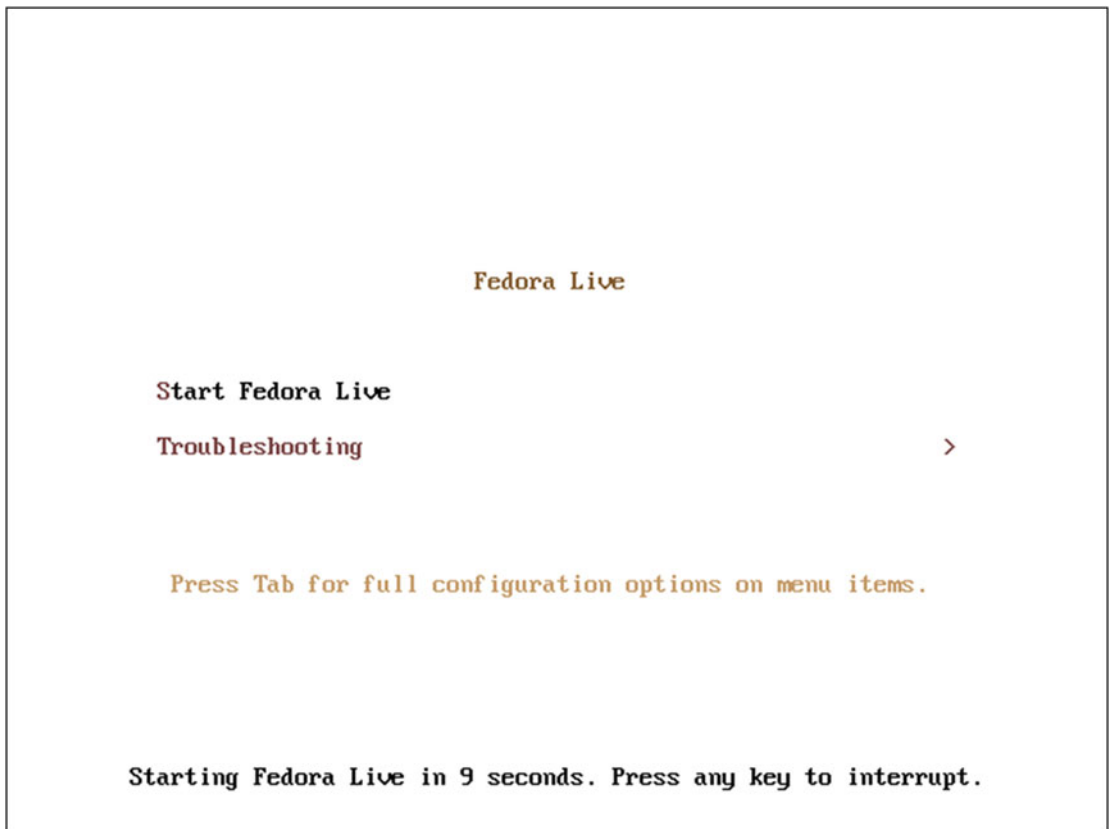 Fedora Live
Start Fedora Live
Troubleshooting >
Press Tab for full configuration options on menu items.
Starting Fedora Live in 9 seconds. Press any key to interrupt.